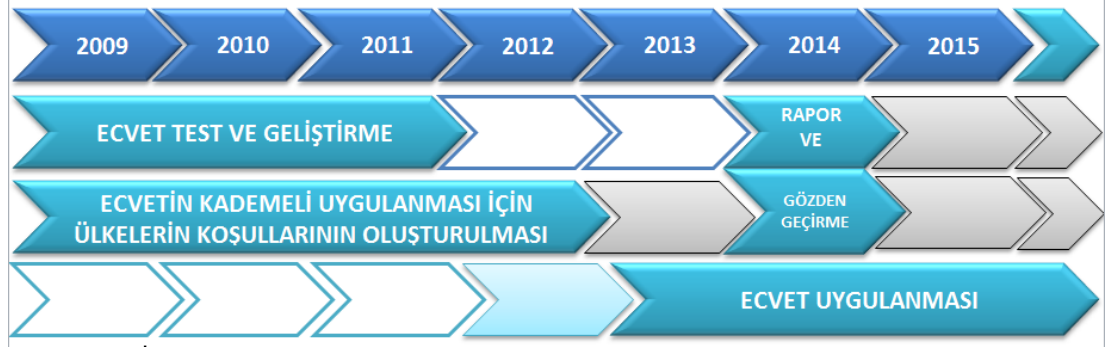 2009 2010 2011 2012 2013 2014 2015
ECVET TEST VE GELİŞTİRME
RAPOR
VE
ECVETİN KADEMELİ UYGULANMASI İÇİN
ÜLKELERİN KOŞULLARININ OLUŞTURULMASI
GÖZDEN
GEÇİRME
ECVET UYGULANMASI